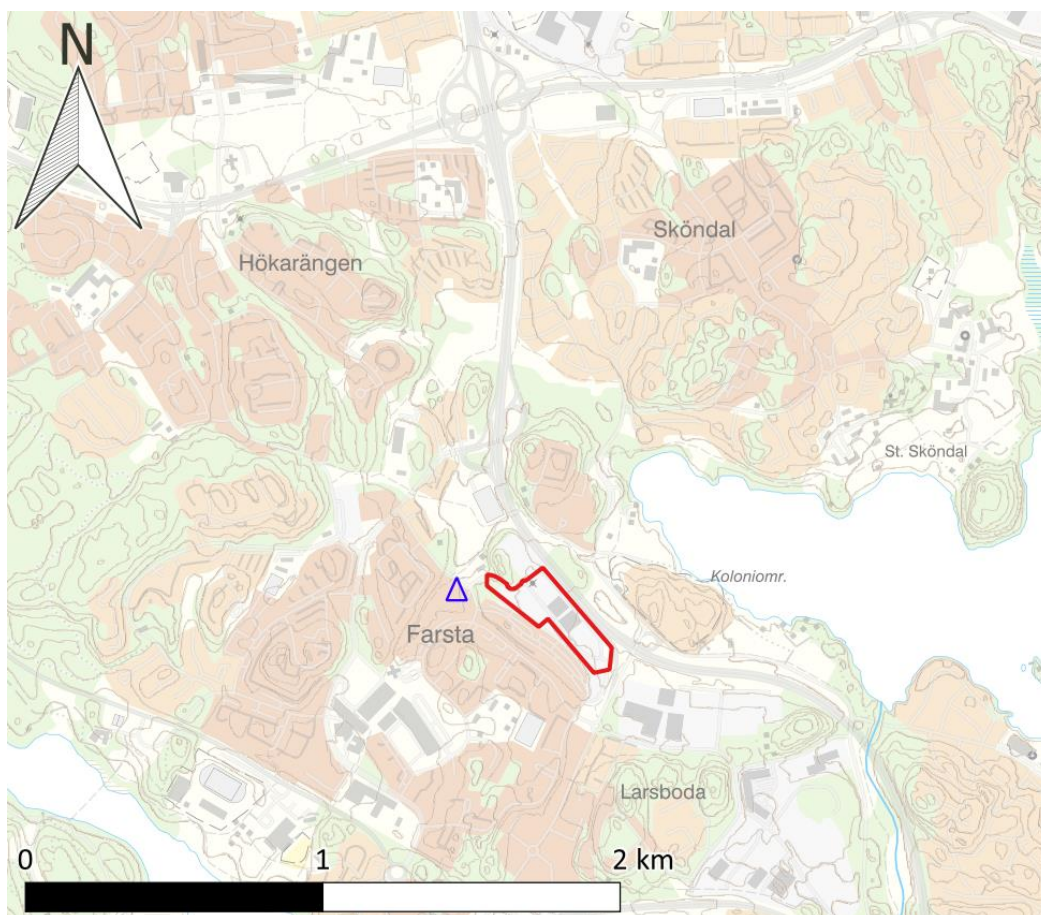 N
Sköndal
Hökarängen
St. Sköndal
Koloniomr.
Farsta
Larsboda
0 1 2 km